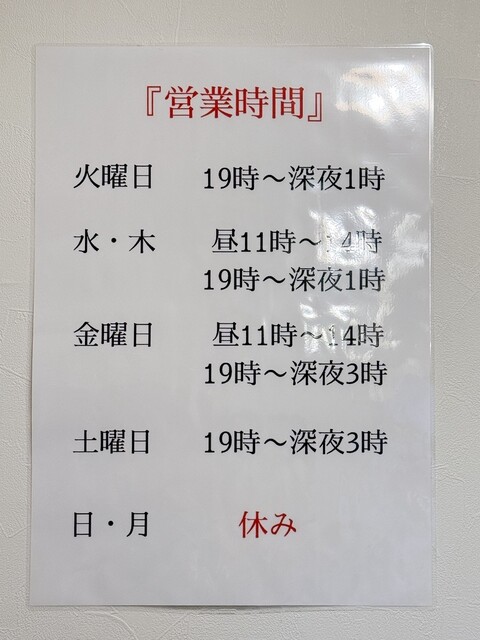 『営業時間』
火曜日 19時～深夜1時
水・木 昼11時～14時
19時～深夜1時
金曜日 昼11時～14時
19時～深夜3時
土曜日 19時～深夜3時
日・月 休み